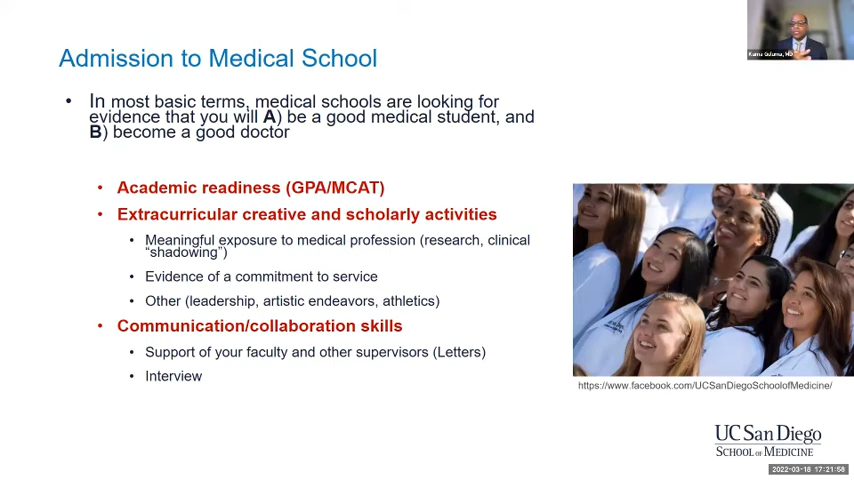 Kama Guluma, MD
Admission to Medical School
• In most basic terms, medical schools are looking for
evidence that you will A) be a good medical student, and
B) become a good doctor
• Academic readiness (GPA/MCAT)
• Extracurricular creative and scholarly activities
• Meaningful exposure to medical profession (research, clinical
“shadowing”)
• Evidence of a commitment to service
• Other (leadership, artistic endeavors, athletics)
• Communication/collaboration skills
• Support of your faculty and other supervisors (Letters)
• Interview
https://www.facebook.com/UCSanDiegoSchoolofMedicine/
UC San Diego
SCHOOL OF MEDICINE
2022-03-18 17:21:58